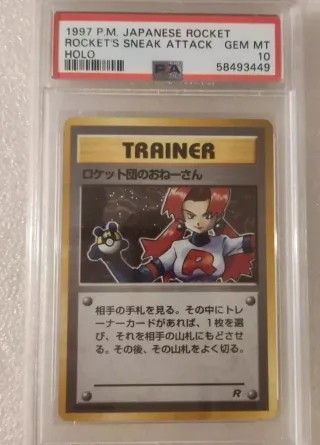 1997 P.M. JAPANESE ROCKET
ROCKET'S SNEAK ATTACK GEM MT
HOLO 10
PSA 58493449
TRAINER
ロケット団のおねーさん
R
相手の手札を見る。その中にトレ
ーナーカードがあれば、1枚を選
び、それを相手の山札にもどさせ
る。その後、その山札をよく切る。
R